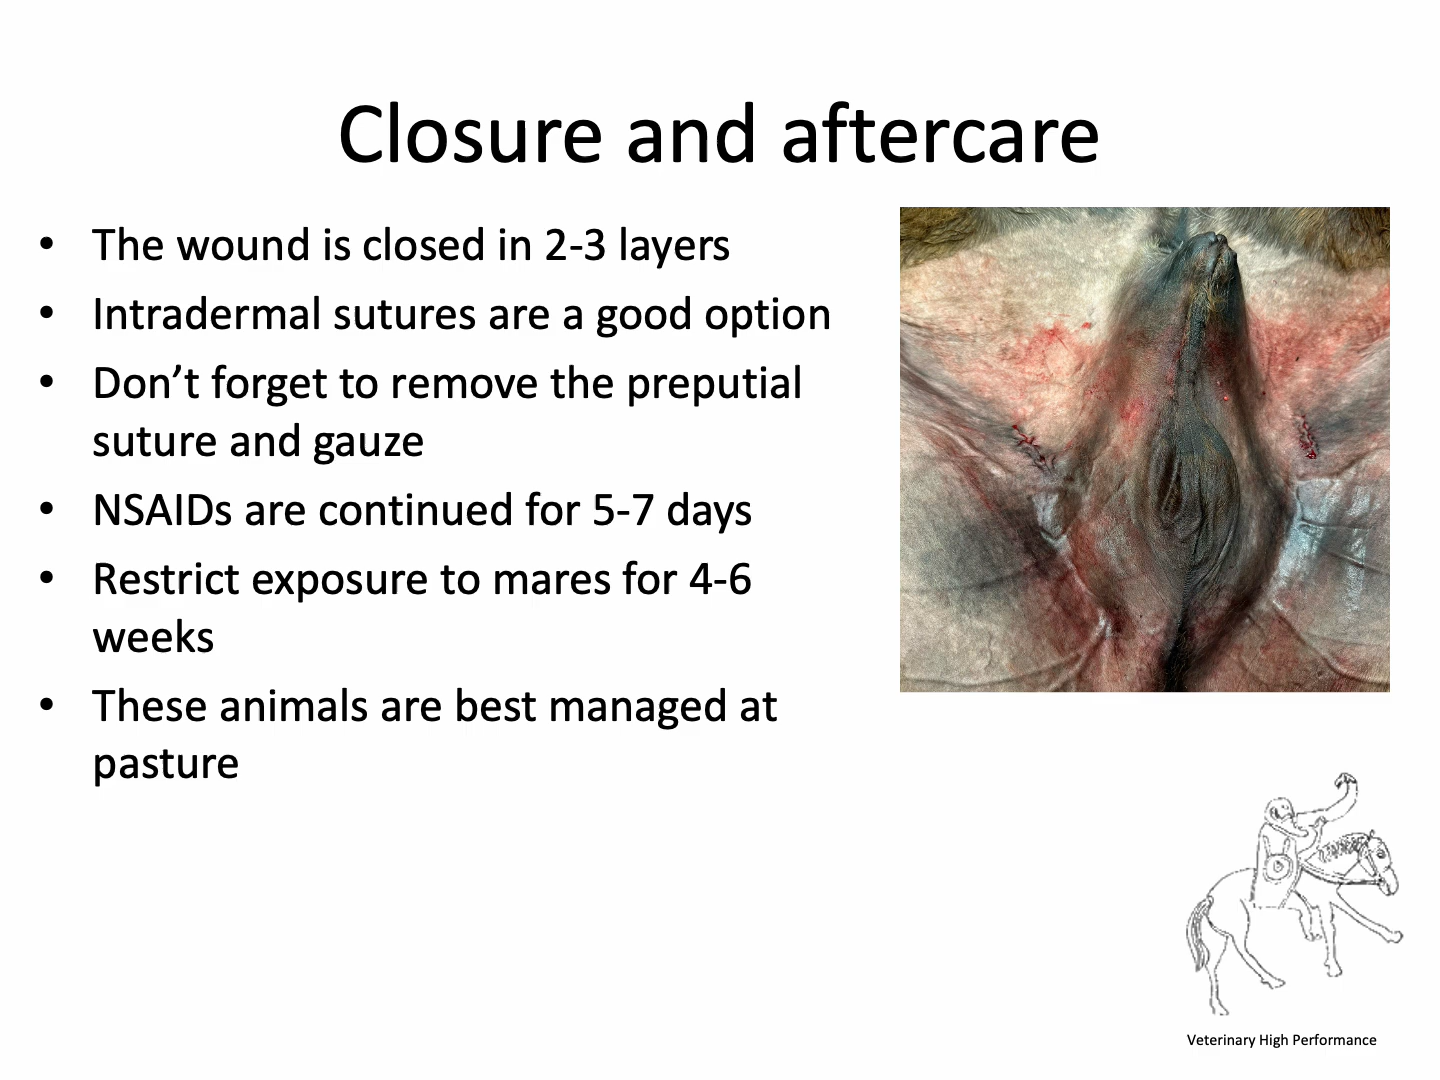 Closure and aftercare
• The wound is closed in 2-3 layers
• Intradermal sutures are a good option
• Don’t forget to remove the preputial
suture and gauze
• NSAIDs are continued for 5-7 days
• Restrict exposure to mares for 4-6
weeks
• These animals are best managed at
pasture
Veterinary High Performance